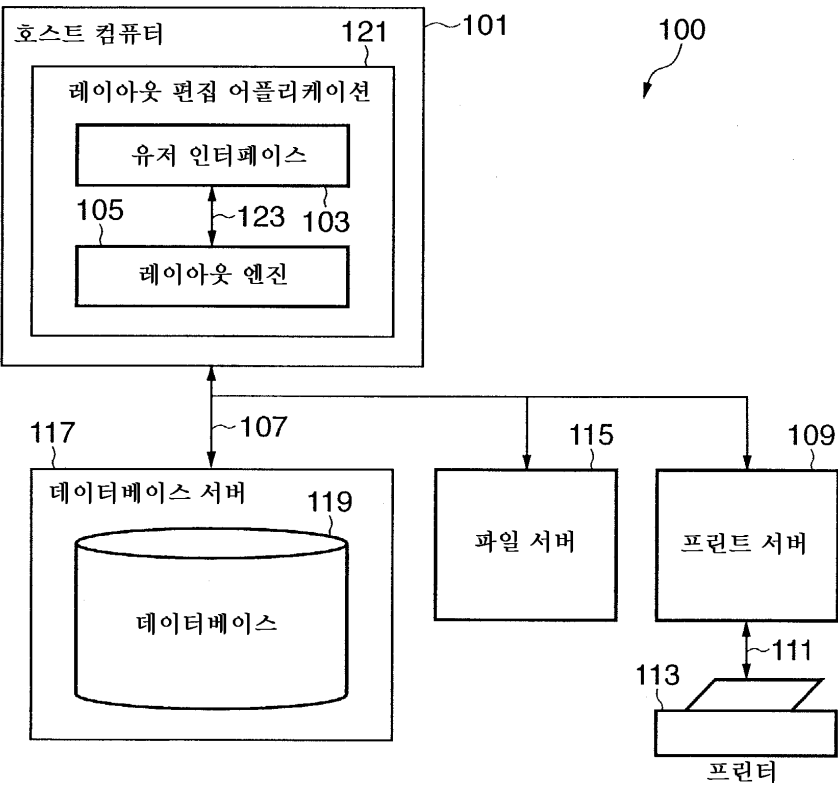 호스트 컴퓨터
101
100
121
레이아웃 편집 어플리케이션
유저 인터페이스
105
123
103
레이아웃 엔진
107
117
115
109
데이터베이스 서버
119
파일 서버
프린트 서버
데이터베이스
111
113
프린터